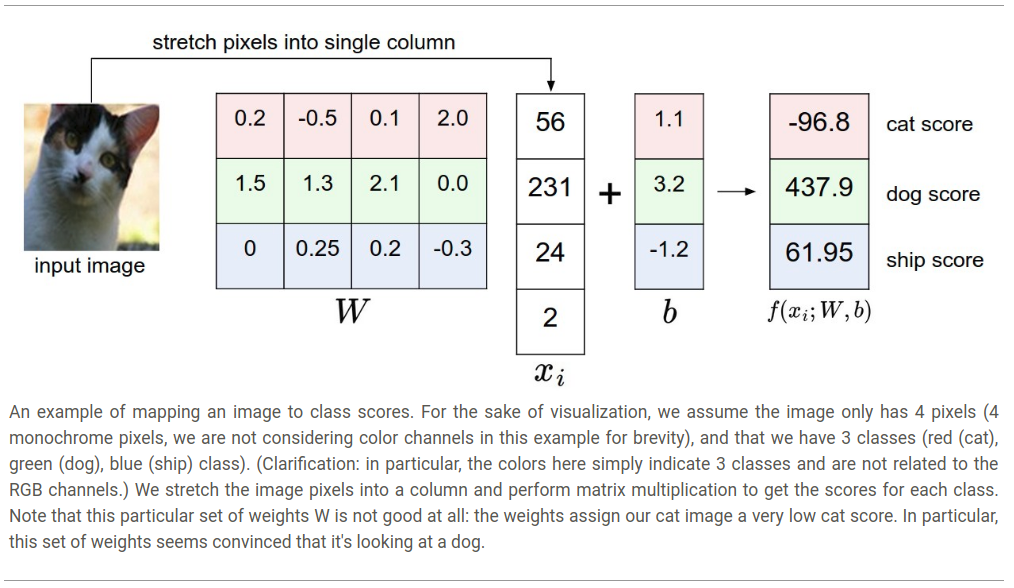 stretch pixels into single column
0.2 -0.5 0.1 2.0 56 1.1 -96.8 cat score
1.5 1.3 2.1 0.0 231 + 3.2 → 437.9 dog score
0 0.25 0.2 -0.3 24 -1.2 61.95 ship score
input image
2
W b f(x_i; W, b)
x_i
An example of mapping an image to class scores. For the sake of visualization, we assume the image only has 4 pixels (4
monochrome pixels, we are not considering color channels in this example for brevity), and that we have 3 classes (red (cat),
green (dog), blue (ship) class). (Clarification: in particular, the colors here simply indicate 3 classes and are not related to the
RGB channels.) We stretch the image pixels into a column and perform matrix multiplication to get the scores for each class.
Note that this particular set of weights W is not good at all: the weights assign our cat image a very low cat score. In particular,
this set of weights seems convinced that it's looking at a dog.